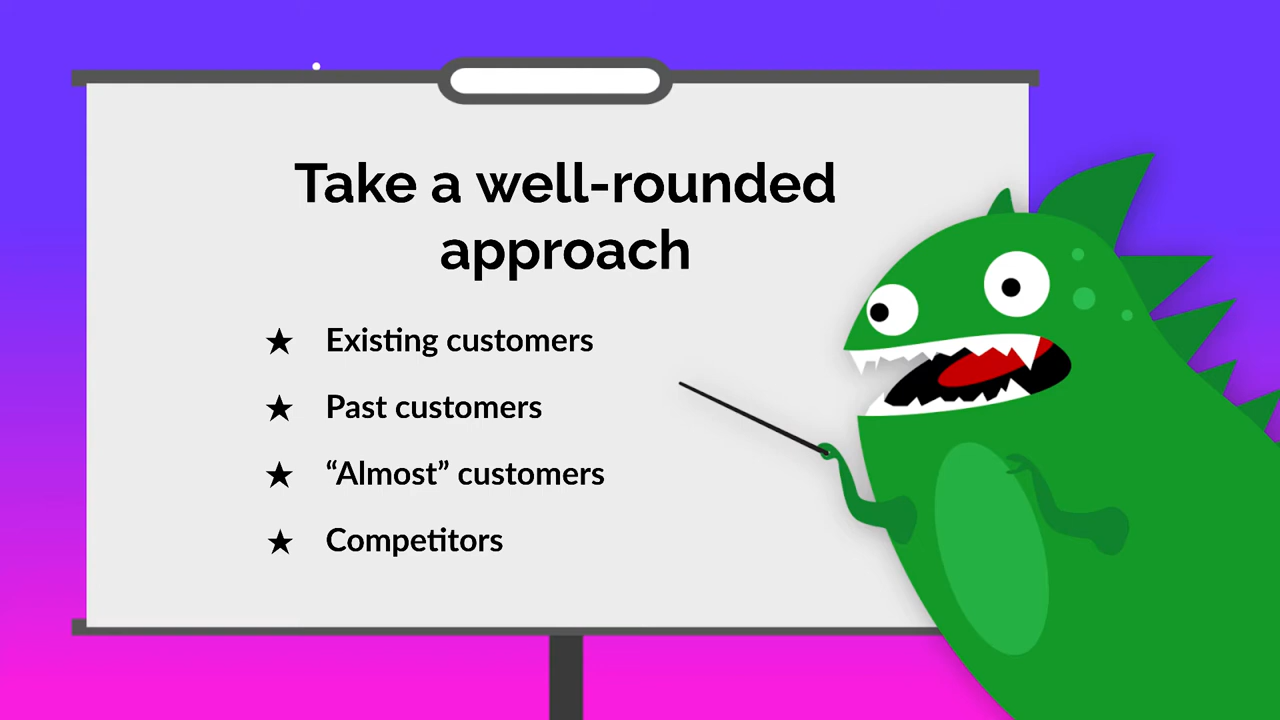 Take a well-rounded
approach
★ Existing customers
★ Past customers
★ “Almost” customers
★ Competitors